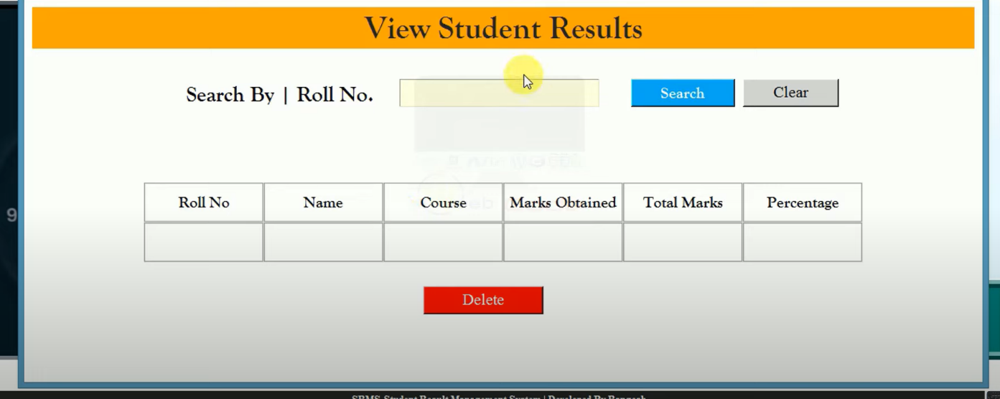 View Student Results
Search By | Roll No.
Search
Clear
Roll No
Name
Course
Marks Obtained
Total Marks
Percentage
Delete
9
SRMS-Student Result Management System | Developed By